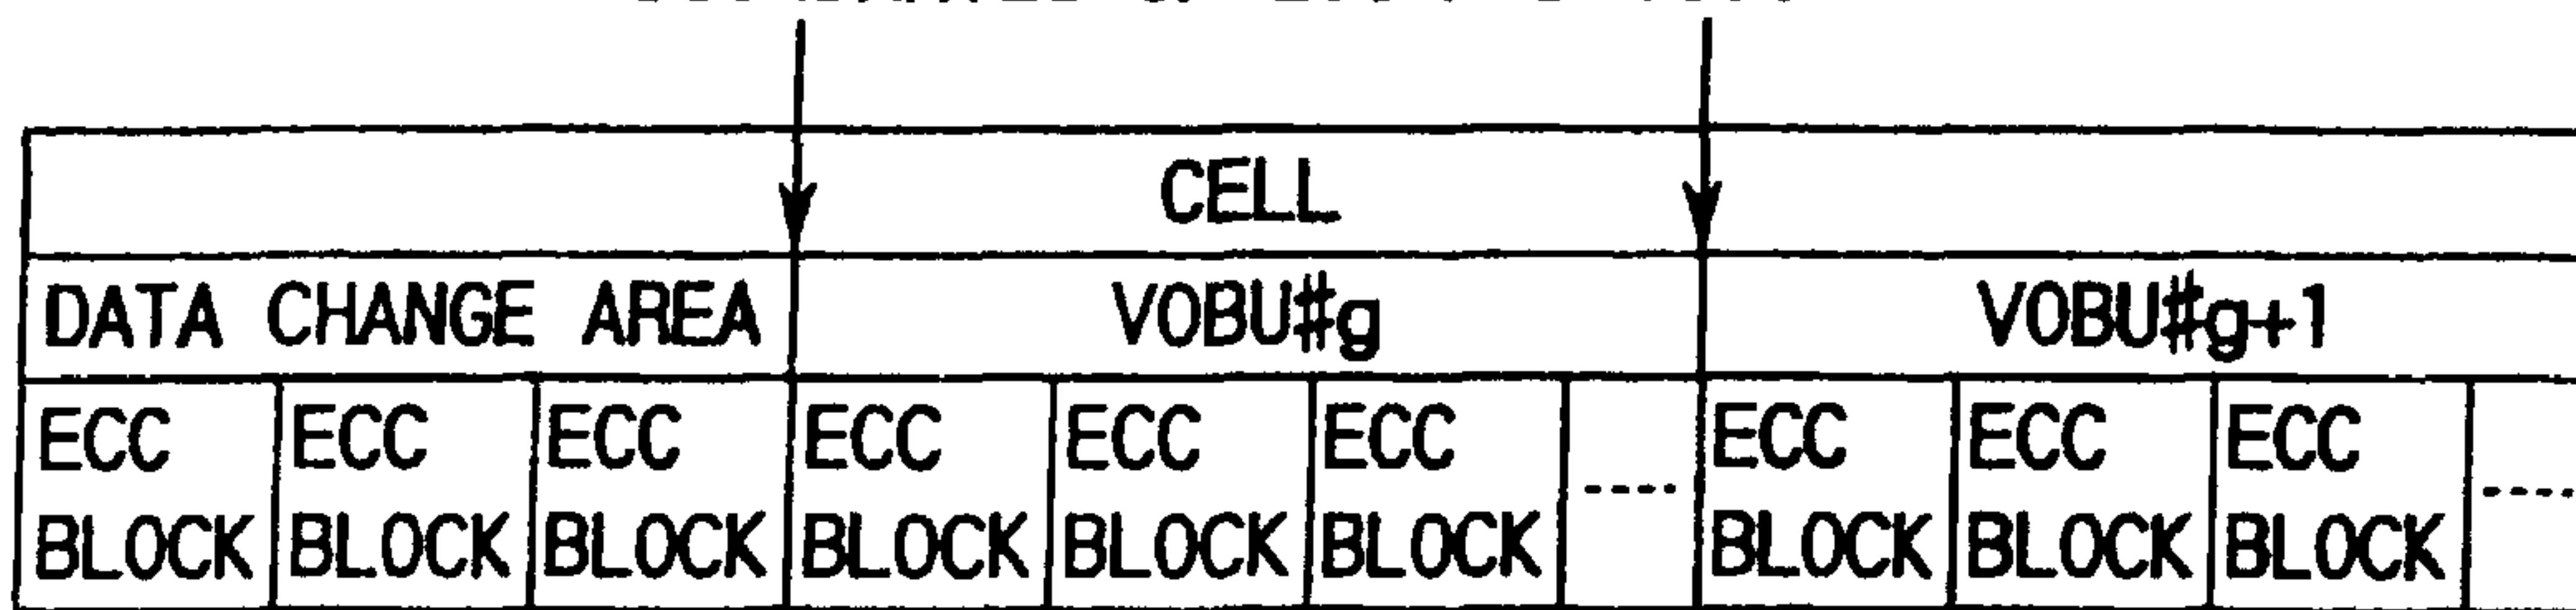 CELL
DATA CHANGE AREA VOBU#g VOBU#g+1
ECC ECC ECC ECC ECC ECC ---- ECC ECC ECC ----
BLOCK BLOCK BLOCK BLOCK BLOCK BLOCK BLOCK BLOCK BLOCK